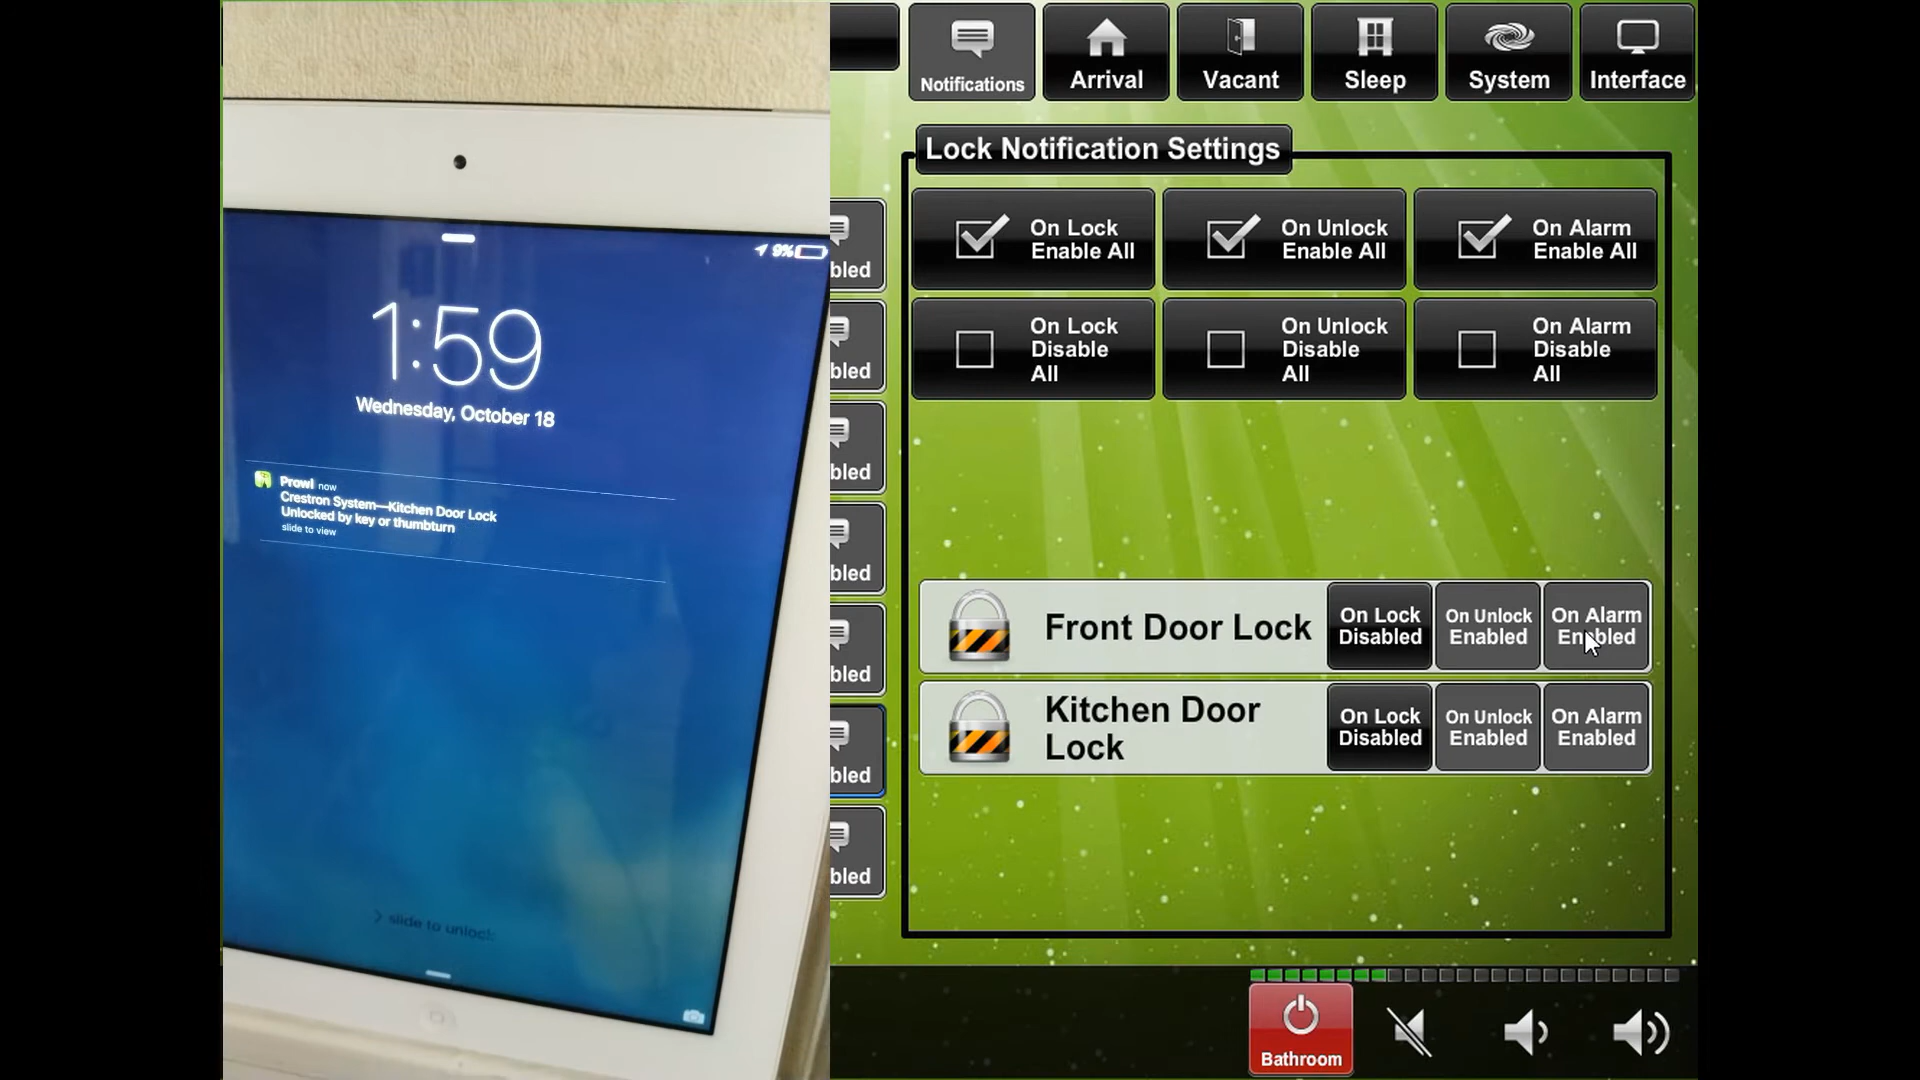 9%
1:59
Wednesday, October 18
Prowl now
Crestron System—Kitchen Door Lock
Unlocked by key or thumbturn
slide to view
> slide to unlock
Notifications
Arrival
Vacant
Sleep
System
Interface
Lock Notification Settings
On Lock
Enable All
On Unlock
Enable All
On Alarm
Enable All
On Lock
Disable
All
On Unlock
Disable
All
On Alarm
Disable
All
bled
bled
bled
bled
bled
bled
bled
Front Door Lock
On Lock
Disabled
On Unlock
Enabled
On Alarm
Enabled
Kitchen Door
Lock
On Lock
Disabled
On Unlock
Enabled
On Alarm
Enabled
Bathroom